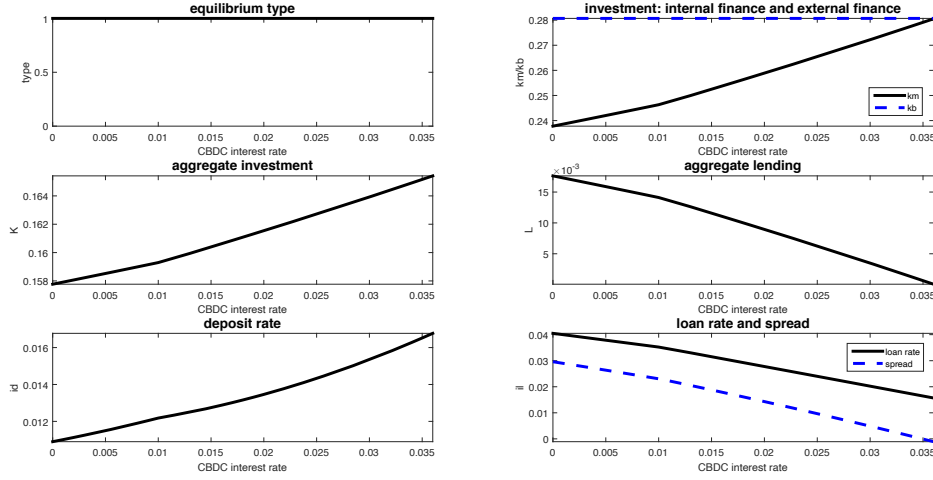 equilibrium type
1
0.5
0
type
0 0.005 0.01 0.015 0.02 0.025 0.03 0.035
CBDC interest rate
investment: internal finance and external finance
0.28
0.27
0.26
0.25
0.24
km/kb
km
kb
0 0.005 0.01 0.015 0.02 0.025 0.03 0.035
CBDC interest rate
aggregate investment
0.164
0.162
0.16
0.158
K
0 0.005 0.01 0.015 0.02 0.025 0.03 0.035
CBDC interest rate
aggregate lending
×10-3
15
10
5
L
0 0.005 0.01 0.015 0.02 0.025 0.03 0.035
CBDC interest rate
deposit rate
0.016
0.014
0.012
id
0 0.005 0.01 0.015 0.02 0.025 0.03 0.035
CBDC interest rate
loan rate and spread
0.04
0.03
0.02
0.01
0
il
loan rate
spread
0 0.005 0.01 0.015 0.02 0.025 0.03 0.035
CBDC interest rate